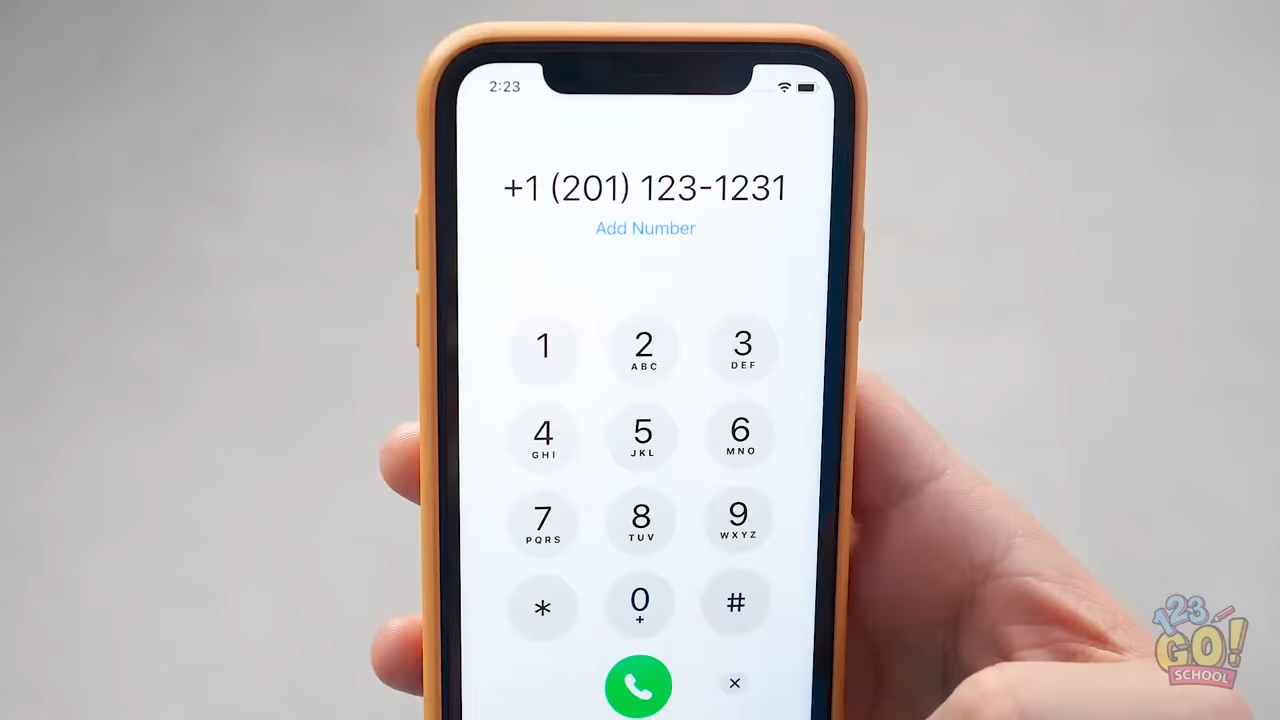 2:23
+1 (201) 123-1231
Add Number
1 2 3
ABC DEF
4 5 6
GHI JKL MNO
7 8 9
PQRS TUV WXYZ
* 0 #
+
×
123
GO!
SCHOOL